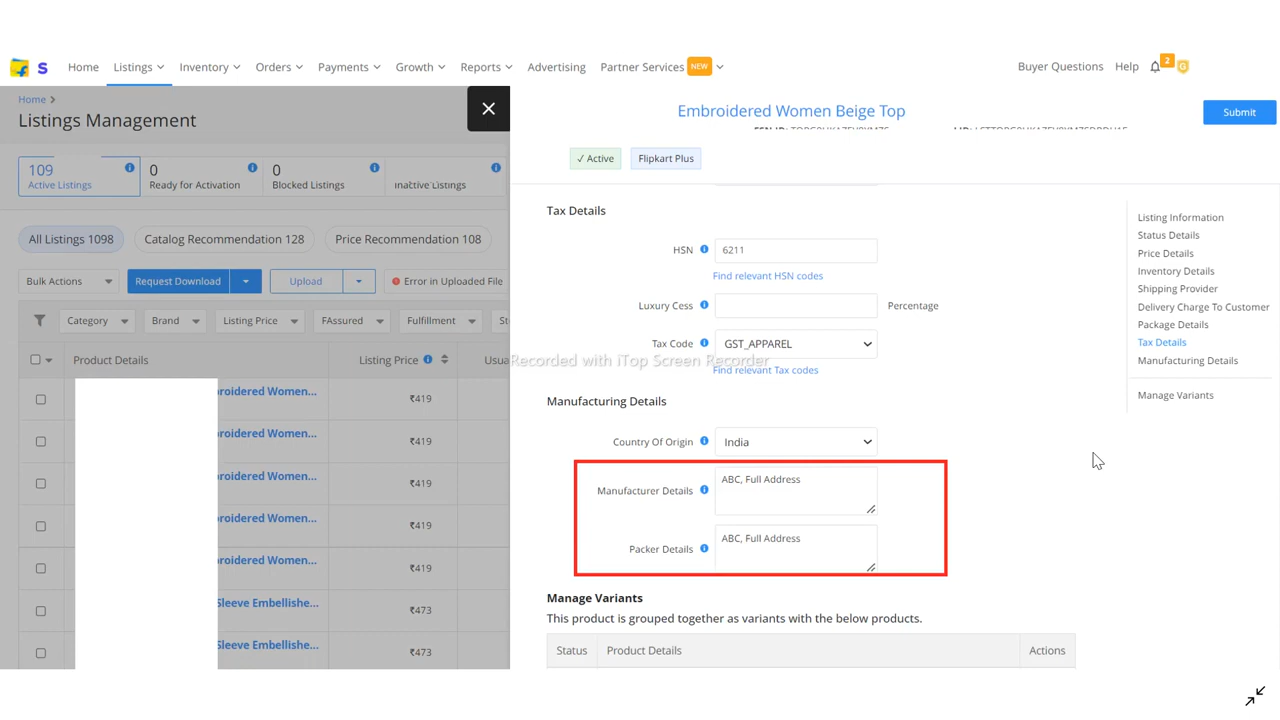 Home
Listings
Inventory
Orders
Payments
Growth
Reports
Advertising
Partner Services NEW
Buyer Questions
Help
2
G
Home
Listings Management
109
Active Listings
0
Ready for Activation
0
Blocked Listings
Inactive Listings
All Listings 1098
Catalog Recommendation 128
Price Recommendation 108
Bulk Actions
Request Download
Upload
Error in Uploaded File
Category
Brand
Listing Price
FAssured
Fulfillment
Product Details
Listing Price
broidered Women...
₹419
broidered Women...
₹419
broidered Women...
₹419
broidered Women...
₹419
broidered Women...
₹419
Sleeve Embellishe...
₹473
Sleeve Embellishe...
₹473
Embroidered Women Beige Top
Submit
✓ Active
Flipkart Plus
Tax Details
HSN
6211
Find relevant HSN codes
Luxury Cess
Percentage
Tax Code
GST_APPAREL
Recorded with iTop Screen Recorder
Find relevant Tax codes
Manufacturing Details
Country Of Origin
India
Manufacturer Details
ABC, Full Address
Packer Details
ABC, Full Address
Manage Variants
This product is grouped together as variants with the below products.
Status
Product Details
Actions
Listing Information
Status Details
Price Details
Inventory Details
Shipping Provider
Delivery Charge To Customer
Package Details
Tax Details
Manufacturing Details
Manage Variants